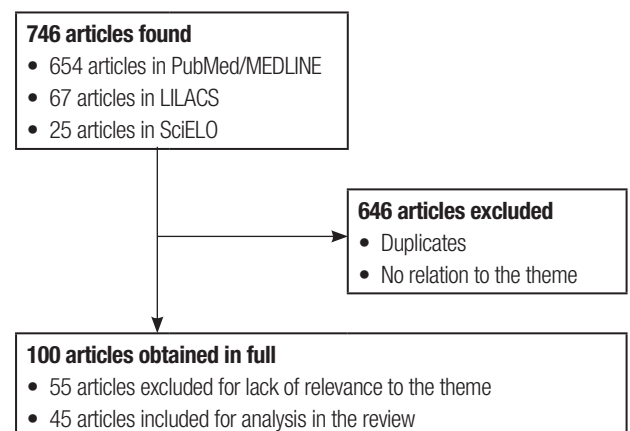 746 articles found
• 654 articles in PubMed/MEDLINE
• 67 articles in LILACS
• 25 articles in SciELO
646 articles excluded
• Duplicates
• No relation to the theme
100 articles obtained in full
• 55 articles excluded for lack of relevance to the theme
• 45 articles included for analysis in the review